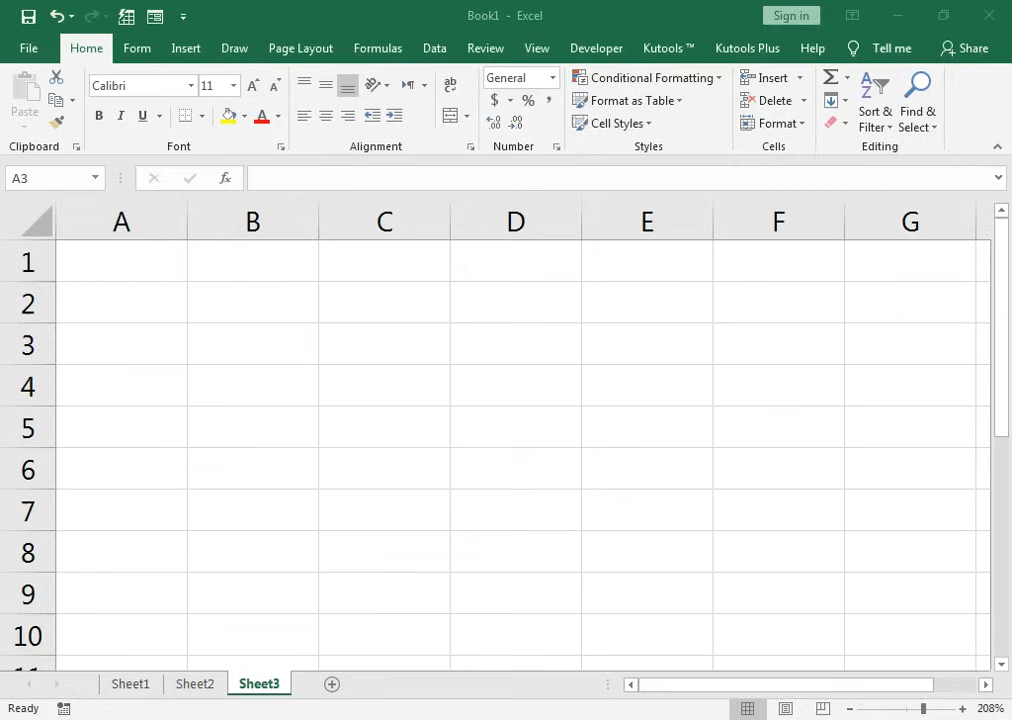 Book1 - Excel
Sign in
File Home Form Insert Draw Page Layout Formulas Data Review View Developer Kutools ™ Kutools Plus Help Tell me Share
Paste
Calibri 11
B I U
ab
General
$ % ,
Conditional Formatting
Format as Table
Cell Styles
Insert
Delete
Format
Sort &
Filter
Find &
Select
Clipboard Font Alignment Number Styles Cells Editing
A3 fx
A B C D E F G
1
2
3
4
5
6
7
8
9
10
Sheet1 Sheet2 Sheet3
Ready 208%